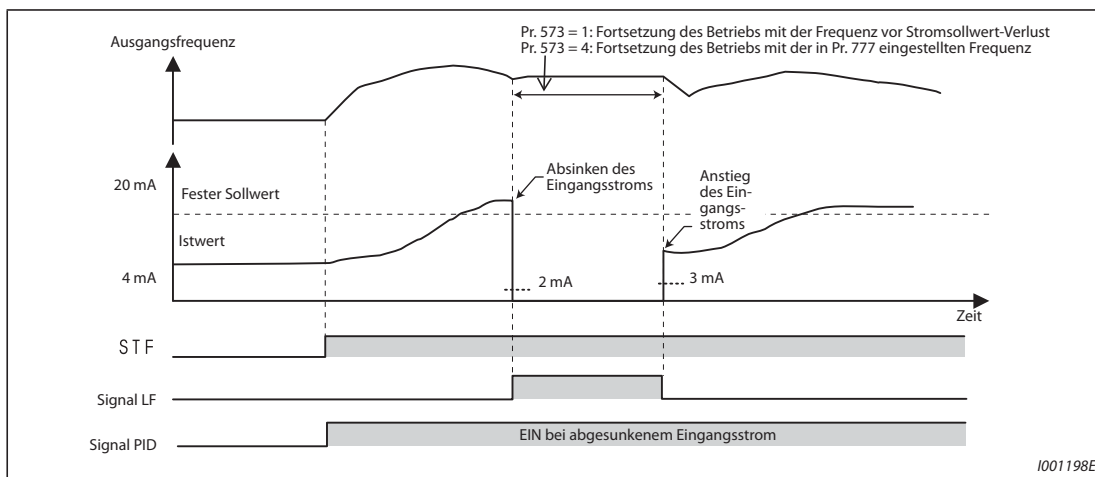 Pr. 573 = 1: Fortsetzung des Betriebs mit der Frequenz vor Stromsollwert-Verlust
Ausgangsfrequenz
Pr. 573 = 4: Fortsetzung des Betriebs mit der in Pr. 777 eingestellten Frequenz
20 mA
Fester Sollwert
Absinken des
Eingangsstroms
Anstieg
des Ein-
gangs-
stroms
Istwert
4 mA
2 mA
3 mA
Zeit
STF
Signal LF
Signal PID
EIN bei abgesunkenem Eingangsstrom
I001198E